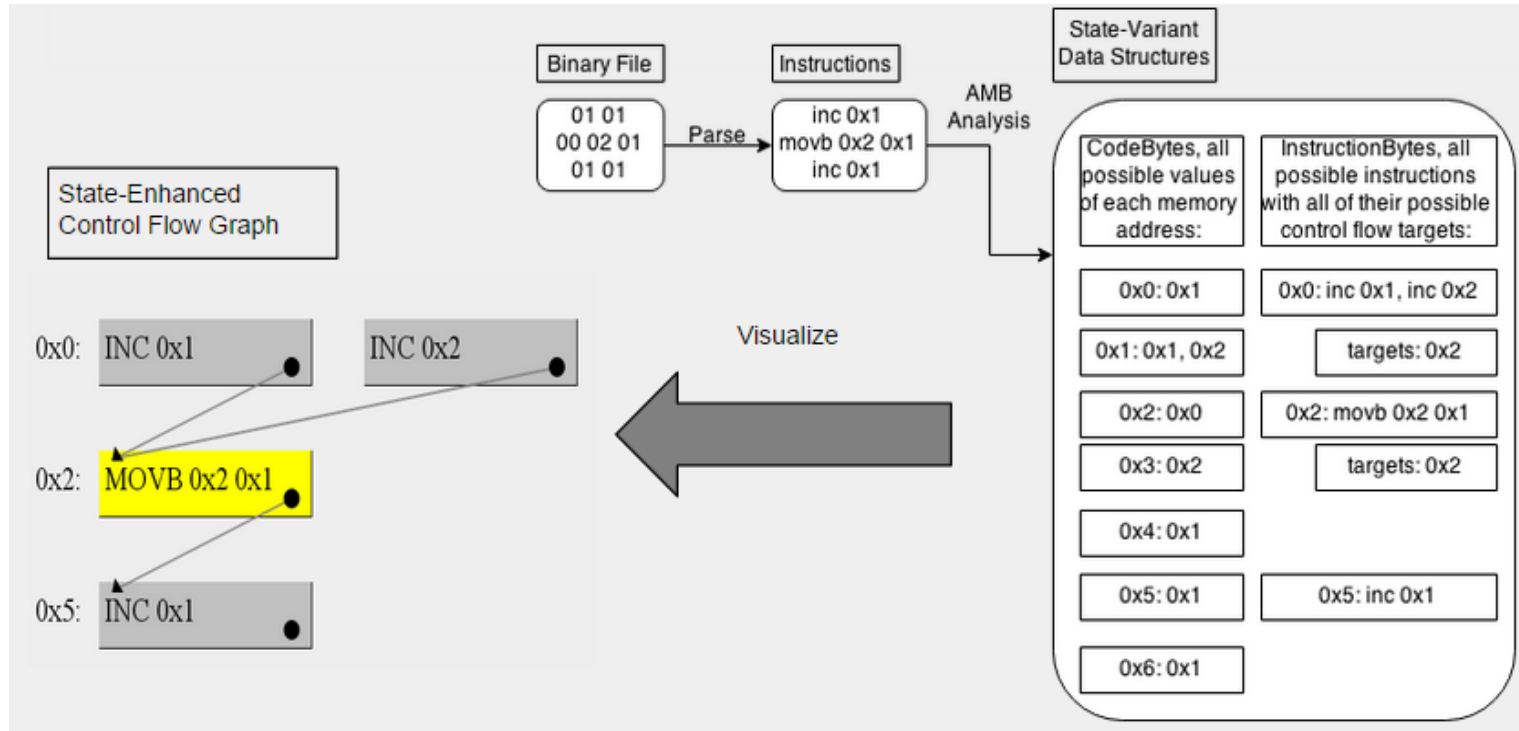 State-Variant
Data Structures
Binary File
Instructions
AMB
Analysis
01 01
00 02 01
01 01
Parse
inc 0x1
movb 0x2 0x1
inc 0x1
CodeBytes, all
possible values
of each memory
address:
InstructionBytes, all
possible instructions
with all of their possible
control flow targets:
0x0: 0x1
0x0: inc 0x1, inc 0x2
0x1: 0x1, 0x2
targets: 0x2
0x2: 0x0
0x2: movb 0x2 0x1
0x3: 0x2
targets: 0x2
0x4: 0x1
0x5: 0x1
0x5: inc 0x1
0x6: 0x1
Visualize
State-Enhanced
Control Flow Graph
0x0: INC 0x1 INC 0x2
0x2: MOVB 0x2 0x1
0x5: INC 0x1